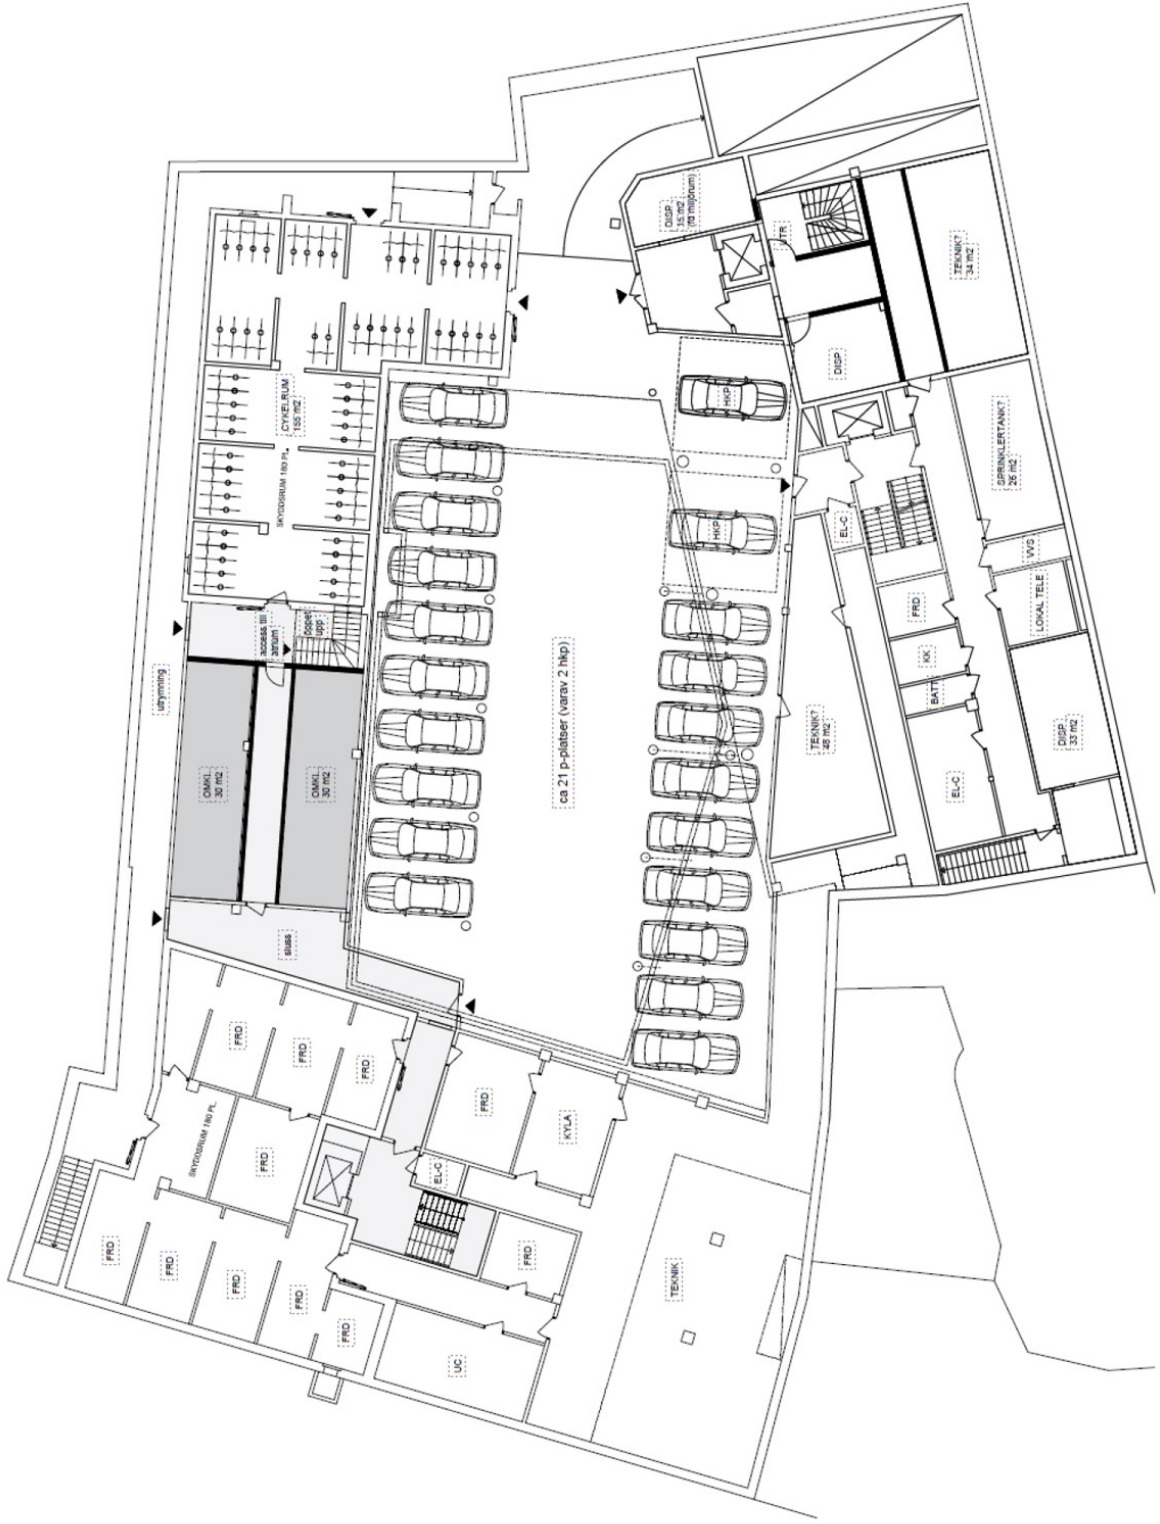 DISP
15 m2
(fd miljörum)
TR
TEKNIK?
34 m2
DISP
HKP
CYKELRUM
155 m2
SKYDDSRUM 180 PL.
SPRINKLERTANK?
26 m2
EL-C
HKP
VVS
LOKAL TELE
FRD
KK
BATT
access till
atrium
öppet
upp
utrymning
ca 21 p-platser (varav 2 hkp)
TEKNIK?
48 m2
DISP
33 m2
EL-C
OMKL.
30 m2
OMKL.
30 m2
sluss
FRD
FRD
FRD
FRD
KYLA
SKYDDSRUM 180 PL.
FRD
EL-C
FRD
FRD
FRD
FRD
FRD
FRD
UC
TEKNIK